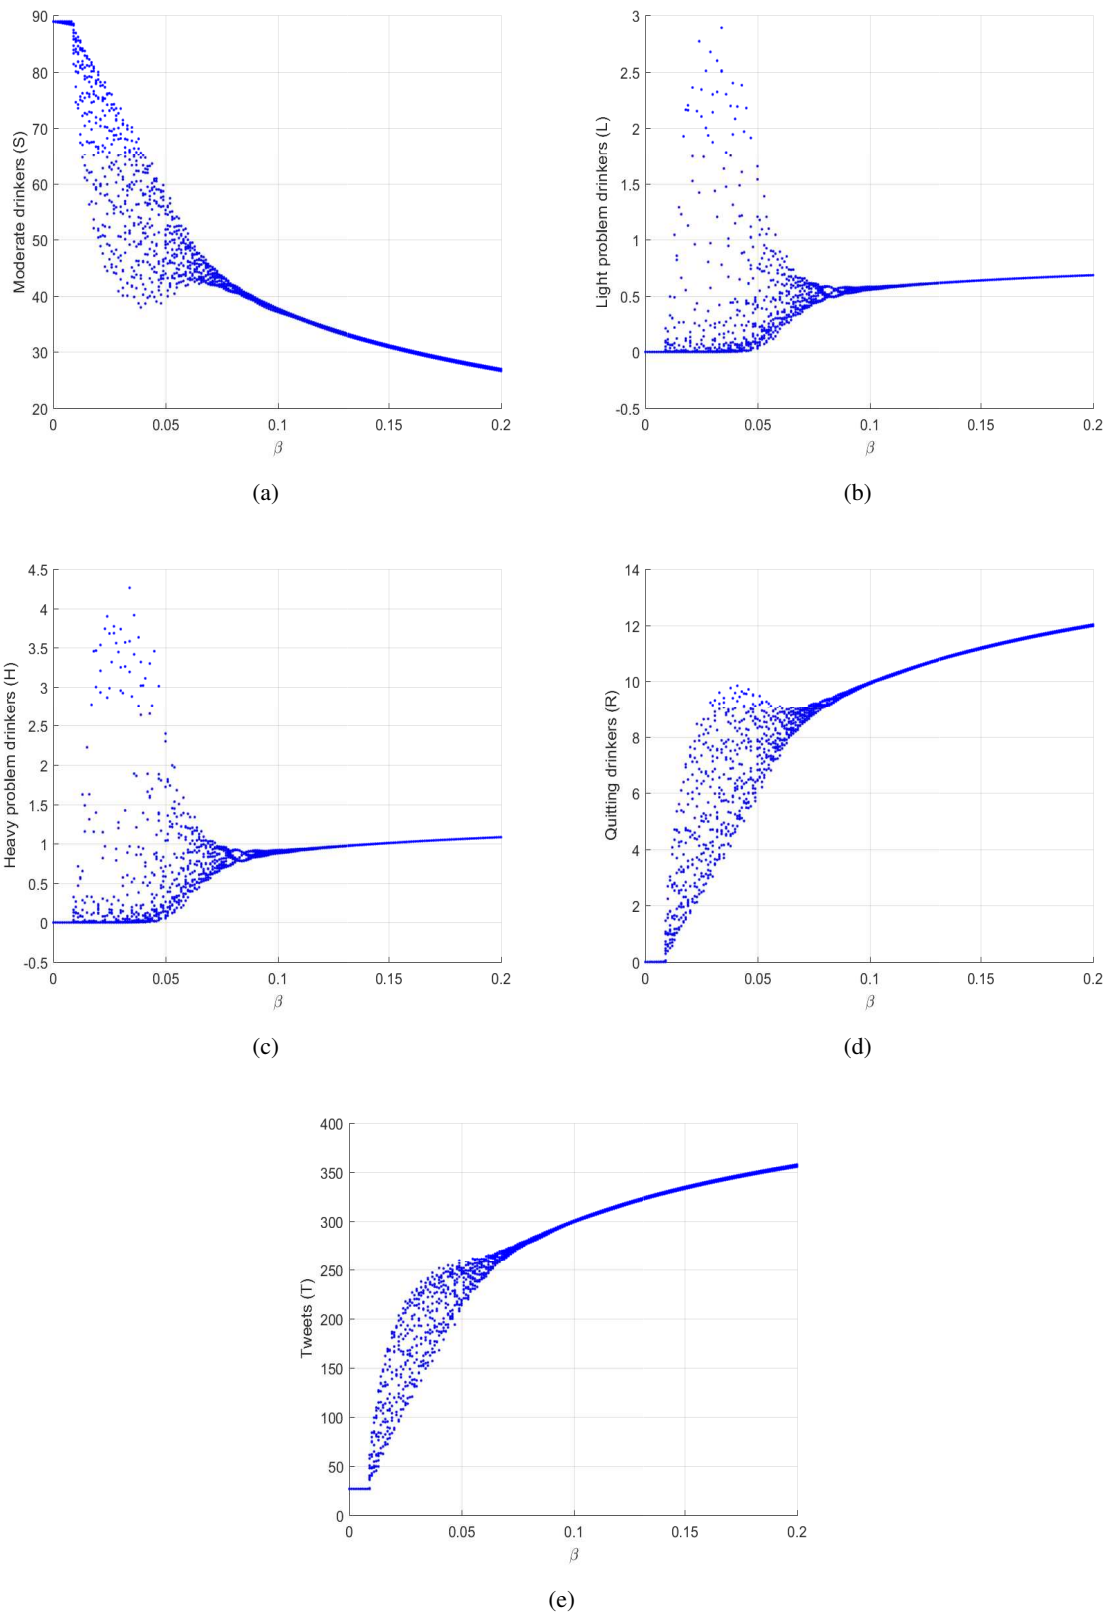 90
80
70
60
50
40
30
20
Moderate drinkers (S)
0 0.05 0.1 0.15 0.2
β
(a)
3
2.5
2
1.5
1
0.5
0
-0.5
Light problem drinkers (L)
0 0.05 0.1 0.15 0.2
β
(b)
4.5
4
3.5
3
2.5
2
1.5
1
0.5
0
-0.5
Heavy problem drinkers (H)
0 0.05 0.1 0.15 0.2
β
(c)
14
12
10
8
6
4
2
0
Quitting drinkers (R)
0 0.05 0.1 0.15 0.2
β
(d)
400
350
300
250
200
150
100
50
0
Tweets (T)
0 0.05 0.1 0.15 0.2
β
(e)